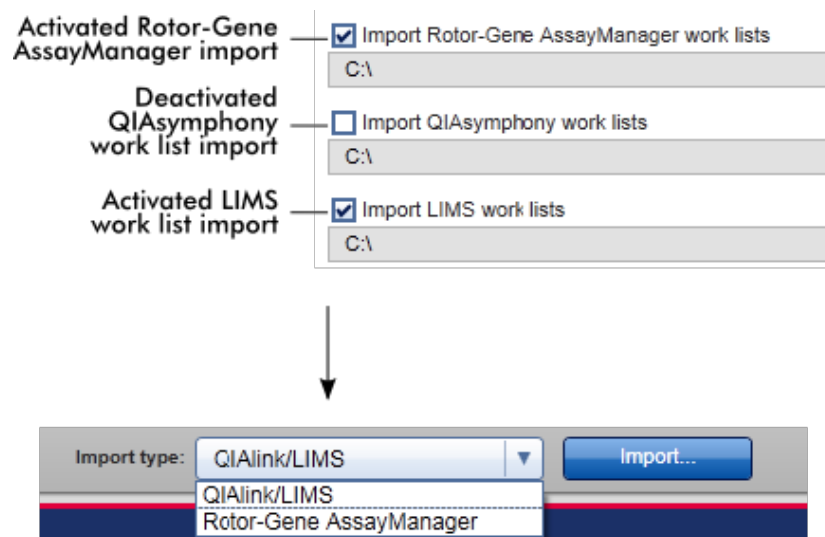 Activated Rotor-Gene
AssayManager import
Import Rotor-Gene AssayManager work lists
C:\
Deactivated
QIAsymphony
work list import
Import QIAsymphony work lists
C:\
Activated LIMS
work list import
Import LIMS work lists
C:\
Import type:
QIAlink/LIMS
Import...
QIAlink/LIMS
Rotor-Gene AssayManager